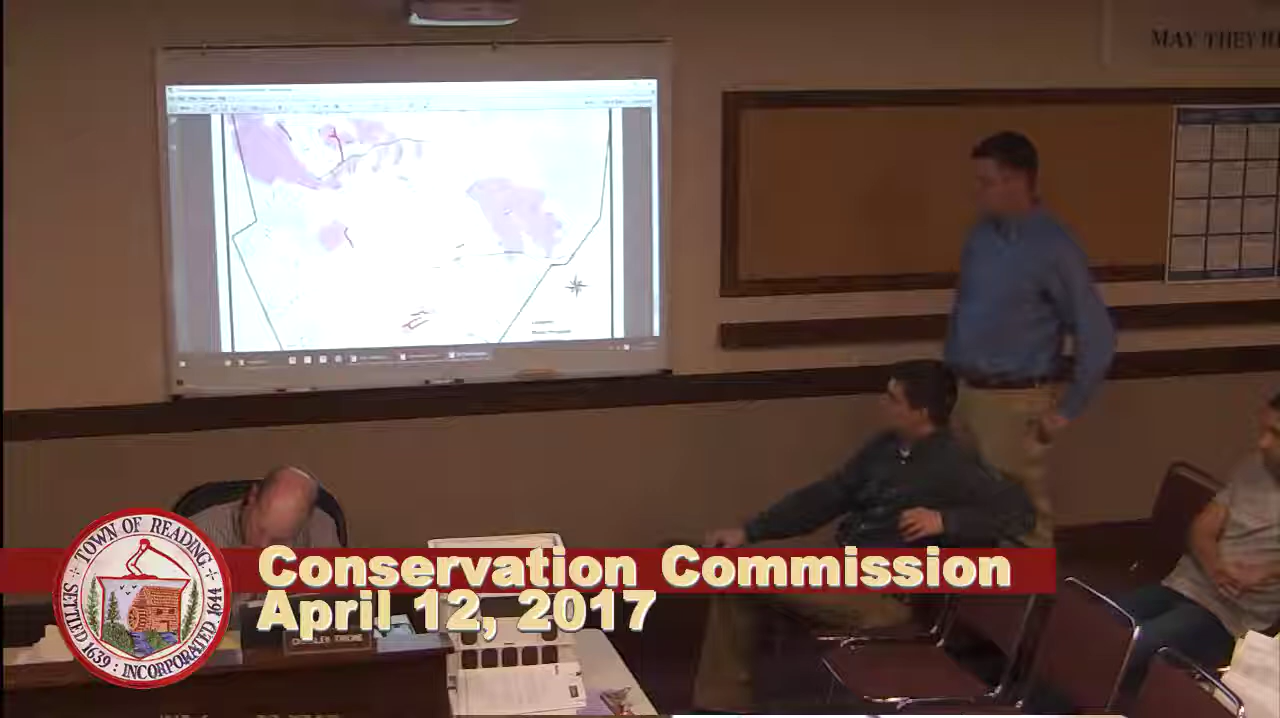 MAY THEY
TOWN OF READING
SETTLED 1639 : INCORPORATED 1644
Conservation Commission
April 12, 2017